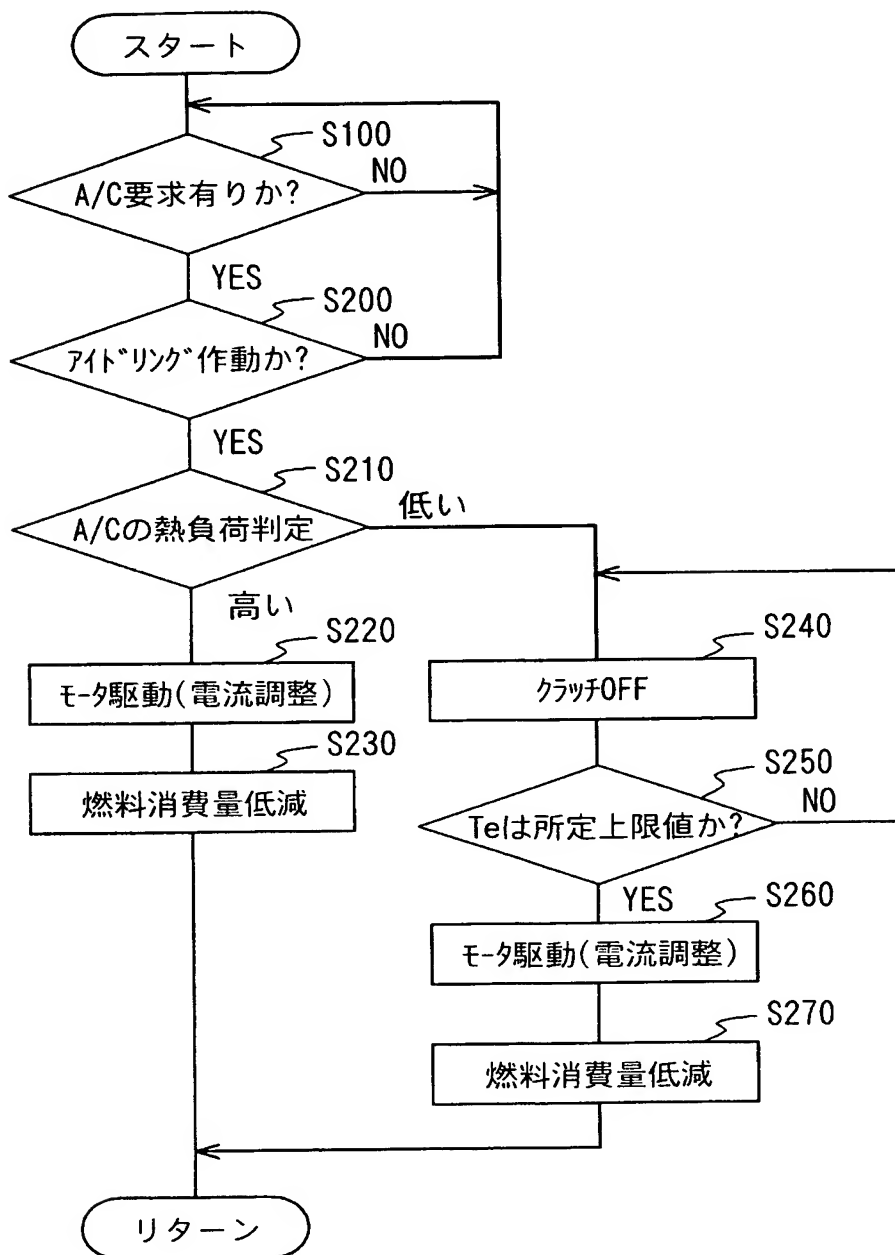 スタート
S100
A/C要求有りか?
NO
YES
S200
ｱｲﾄﾞﾘﾝｸﾞ作動か?
NO
YES
S210
A/Cの熱負荷判定
低い
高い
S220
ﾓｰﾀ駆動(電流調整)
S230
燃料消費量低減
S240
ｸﾗｯﾁOFF
S250
Teは所定上限値か?
NO
YES
S260
ﾓｰﾀ駆動(電流調整)
S270
燃料消費量低減
リターン